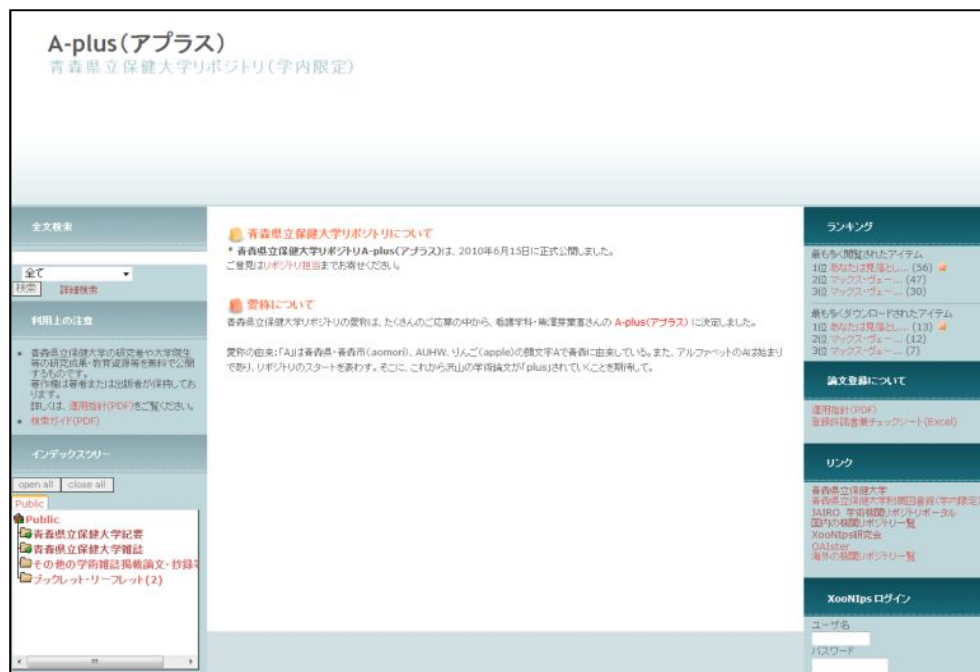 A-plus(アプラス)
青森県立保健大学リポジトリ(学内限定)
全文検索
全て
検索 詳細検索
利用上の注意
青森県立保健大学の研究者や大学院生
等の研究成果・教育資源等を無料で公開
するものです。
著作権は著者または出版者が保持してお
ります。
詳しくは、運用指針(PDF)をご覧ください。
検索ガイド(PDF)
インデックスツリー
open all close all
Public
Public
青森県立保健大学紀要
青森県立保健大学雑誌
その他の学術雑誌掲載論文・抄録等
ブックレット・リーフレット(2)
青森県立保健大学リポジトリについて
* 青森県立保健大学リポジトリA-plus(アプラス)は、2010年6月15日に正式公開しました。
ご意見はリポジトリ担当までお寄せください。
愛称について
青森県立保健大学リポジトリの愛称は、たくさんのご応募の中から、看護学科・澤芽葉直さんの A-plus(アプラス) に決定しました。
愛称の由来:「A」は青森県・青森市(aomori)、AUHW、りんご(apple)の頭文字Aで青森に由来している。また、アルファベットのAは始まり
であり、リポジトリのスタートを表わす。そこに、これから沢山の学術論文が「plus」されていくことを期待して。
ランキング
最も多く閲覧されたアイテム
1位 あなたは見落とし... (56)
2位 マックス・ヴェー... (47)
3位 マックス・ヴェー... (30)
最も多くダウンロードされたアイテム
1位 あなたは見落とし... (13)
2位 マックス・ヴェー... (12)
3位 マックス・ヴェー... (7)
論文登録について
運用指針(PDF)
登録許諾書兼チェックシート(Excel)
リンク
青森県立保健大学
青森県立保健大学附属図書館(学内限定)
JAIRO 学術機関リポジトリポータル
国内の機関リポジトリ一覧
XooNIps研究会
OAIster
海外の機関リポジトリ一覧
XooNIps ログイン
ユーザ名
パスワード